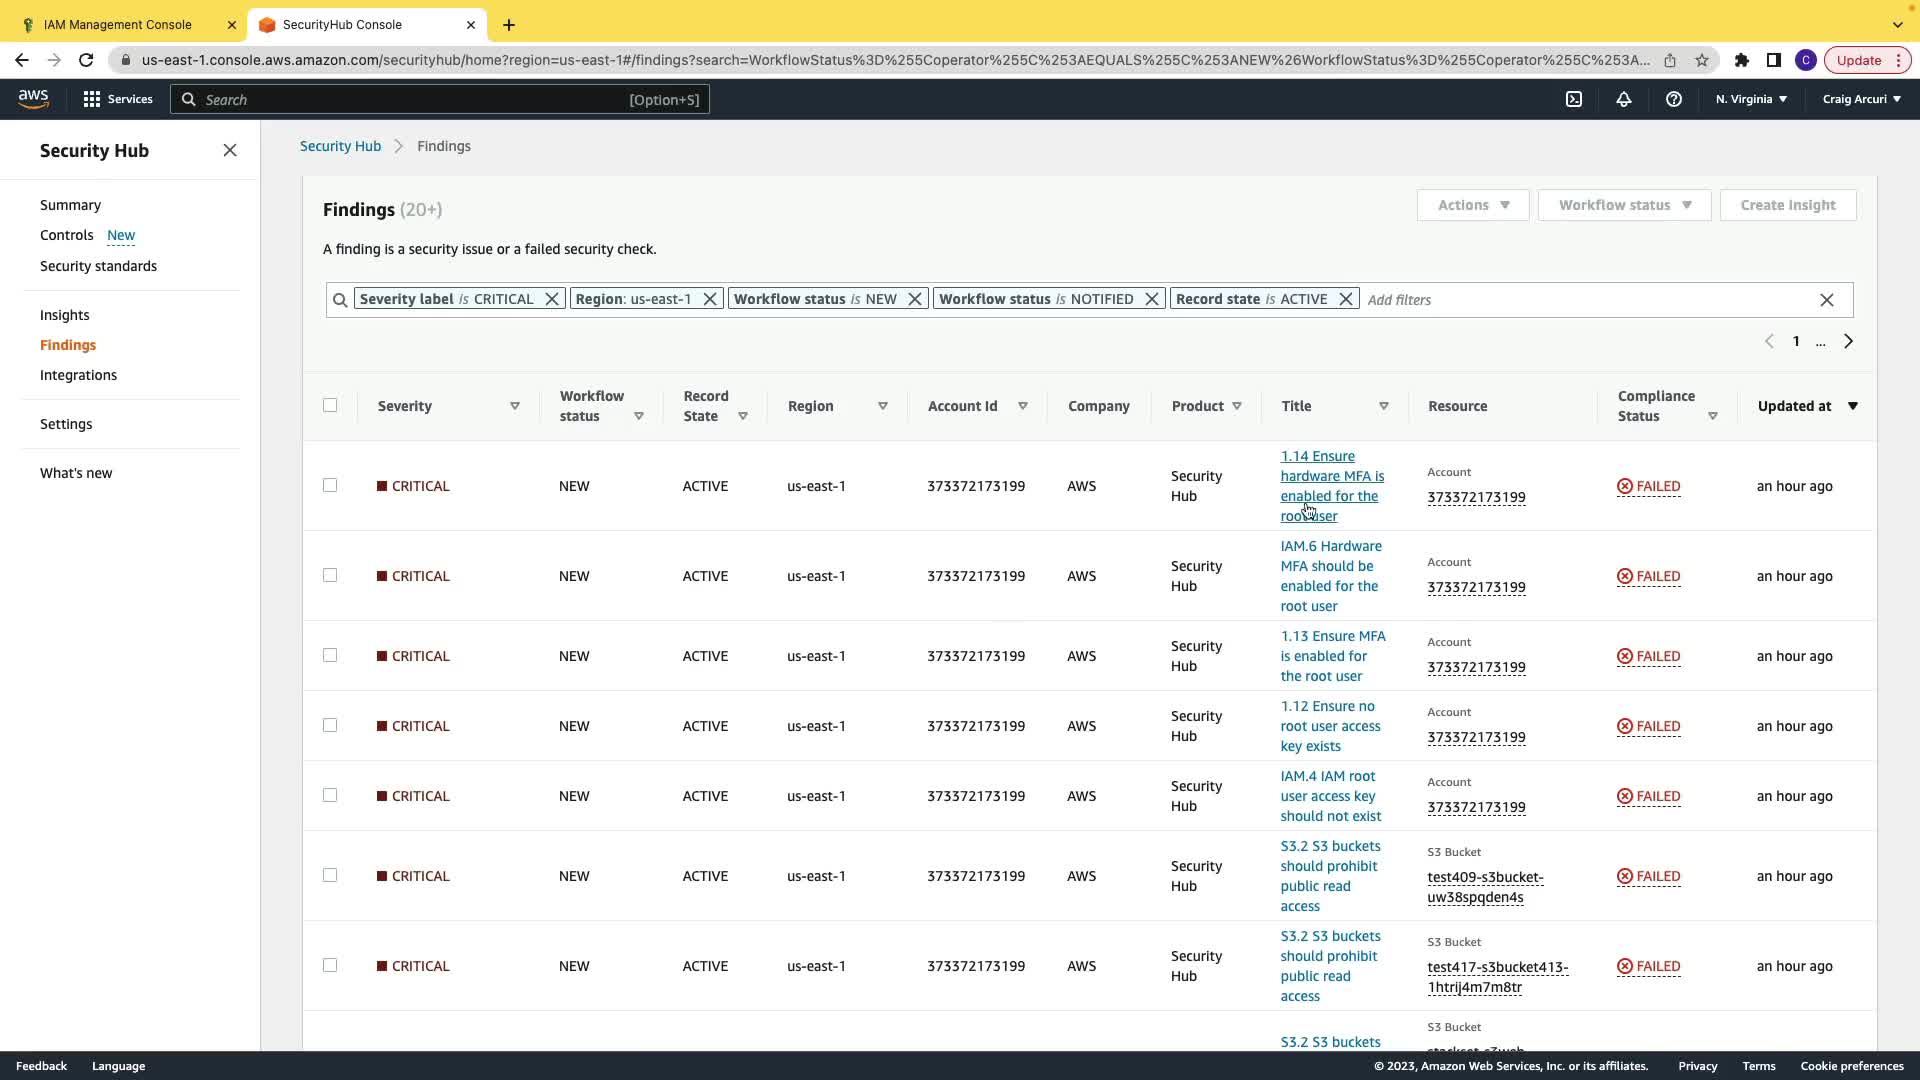 IAM Management Console
SecurityHub Console
us-east-1.console.aws.amazon.com/securityhub/home?region=us-east-1#/findings?search=WorkflowStatus%3D%255Coperator%255C%253AEQUALS%255C%253ANEW%26WorkflowStatus%3D%255Coperator%255C%253A...
C
Update
aws
Services
Search
[Option+S]
N. Virginia
Craig Arcuri
Security Hub
Summary
Controls New
Security standards
Insights
Findings
Integrations
Settings
What's new
Security Hub > Findings
Findings (20+)
Actions
Workflow status
Create insight
A finding is a security issue or a failed security check.
Severity label is CRITICAL
Region: us-east-1
Workflow status is NEW
Workflow status is NOTIFIED
Record state is ACTIVE
Add filters
1 ...
Severity
Workflow status
Record State
Region
Account Id
Company
Product
Title
Resource
Compliance Status
Updated at
CRITICAL NEW ACTIVE us-east-1 373372173199 AWS
Security Hub
1.14 Ensure
hardware MFA is
enabled for the
root user
Account
373372173199
FAILED
an hour ago
CRITICAL NEW ACTIVE us-east-1 373372173199 AWS
Security Hub
IAM.6 Hardware
MFA should be
enabled for the
root user
Account
373372173199
FAILED
an hour ago
CRITICAL NEW ACTIVE us-east-1 373372173199 AWS
Security Hub
1.13 Ensure MFA
is enabled for
the root user
Account
373372173199
FAILED
an hour ago
CRITICAL NEW ACTIVE us-east-1 373372173199 AWS
Security Hub
1.12 Ensure no
root user access
key exists
Account
373372173199
FAILED
an hour ago
CRITICAL NEW ACTIVE us-east-1 373372173199 AWS
Security Hub
IAM.4 IAM root
user access key
should not exist
Account
373372173199
FAILED
an hour ago
CRITICAL NEW ACTIVE us-east-1 373372173199 AWS
Security Hub
S3.2 S3 buckets
should prohibit
public read
access
S3 Bucket
test409-s3bucket-
uw38spqden4s
FAILED
an hour ago
CRITICAL NEW ACTIVE us-east-1 373372173199 AWS
Security Hub
S3.2 S3 buckets
should prohibit
public read
access
S3 Bucket
test417-s3bucket413-
1htrij4m7m8tr
FAILED
an hour ago
S3.2 S3 buckets
S3 Bucket
Feedback
Language
© 2023, Amazon Web Services, Inc. or its affiliates.
Privacy
Terms
Cookie preferences